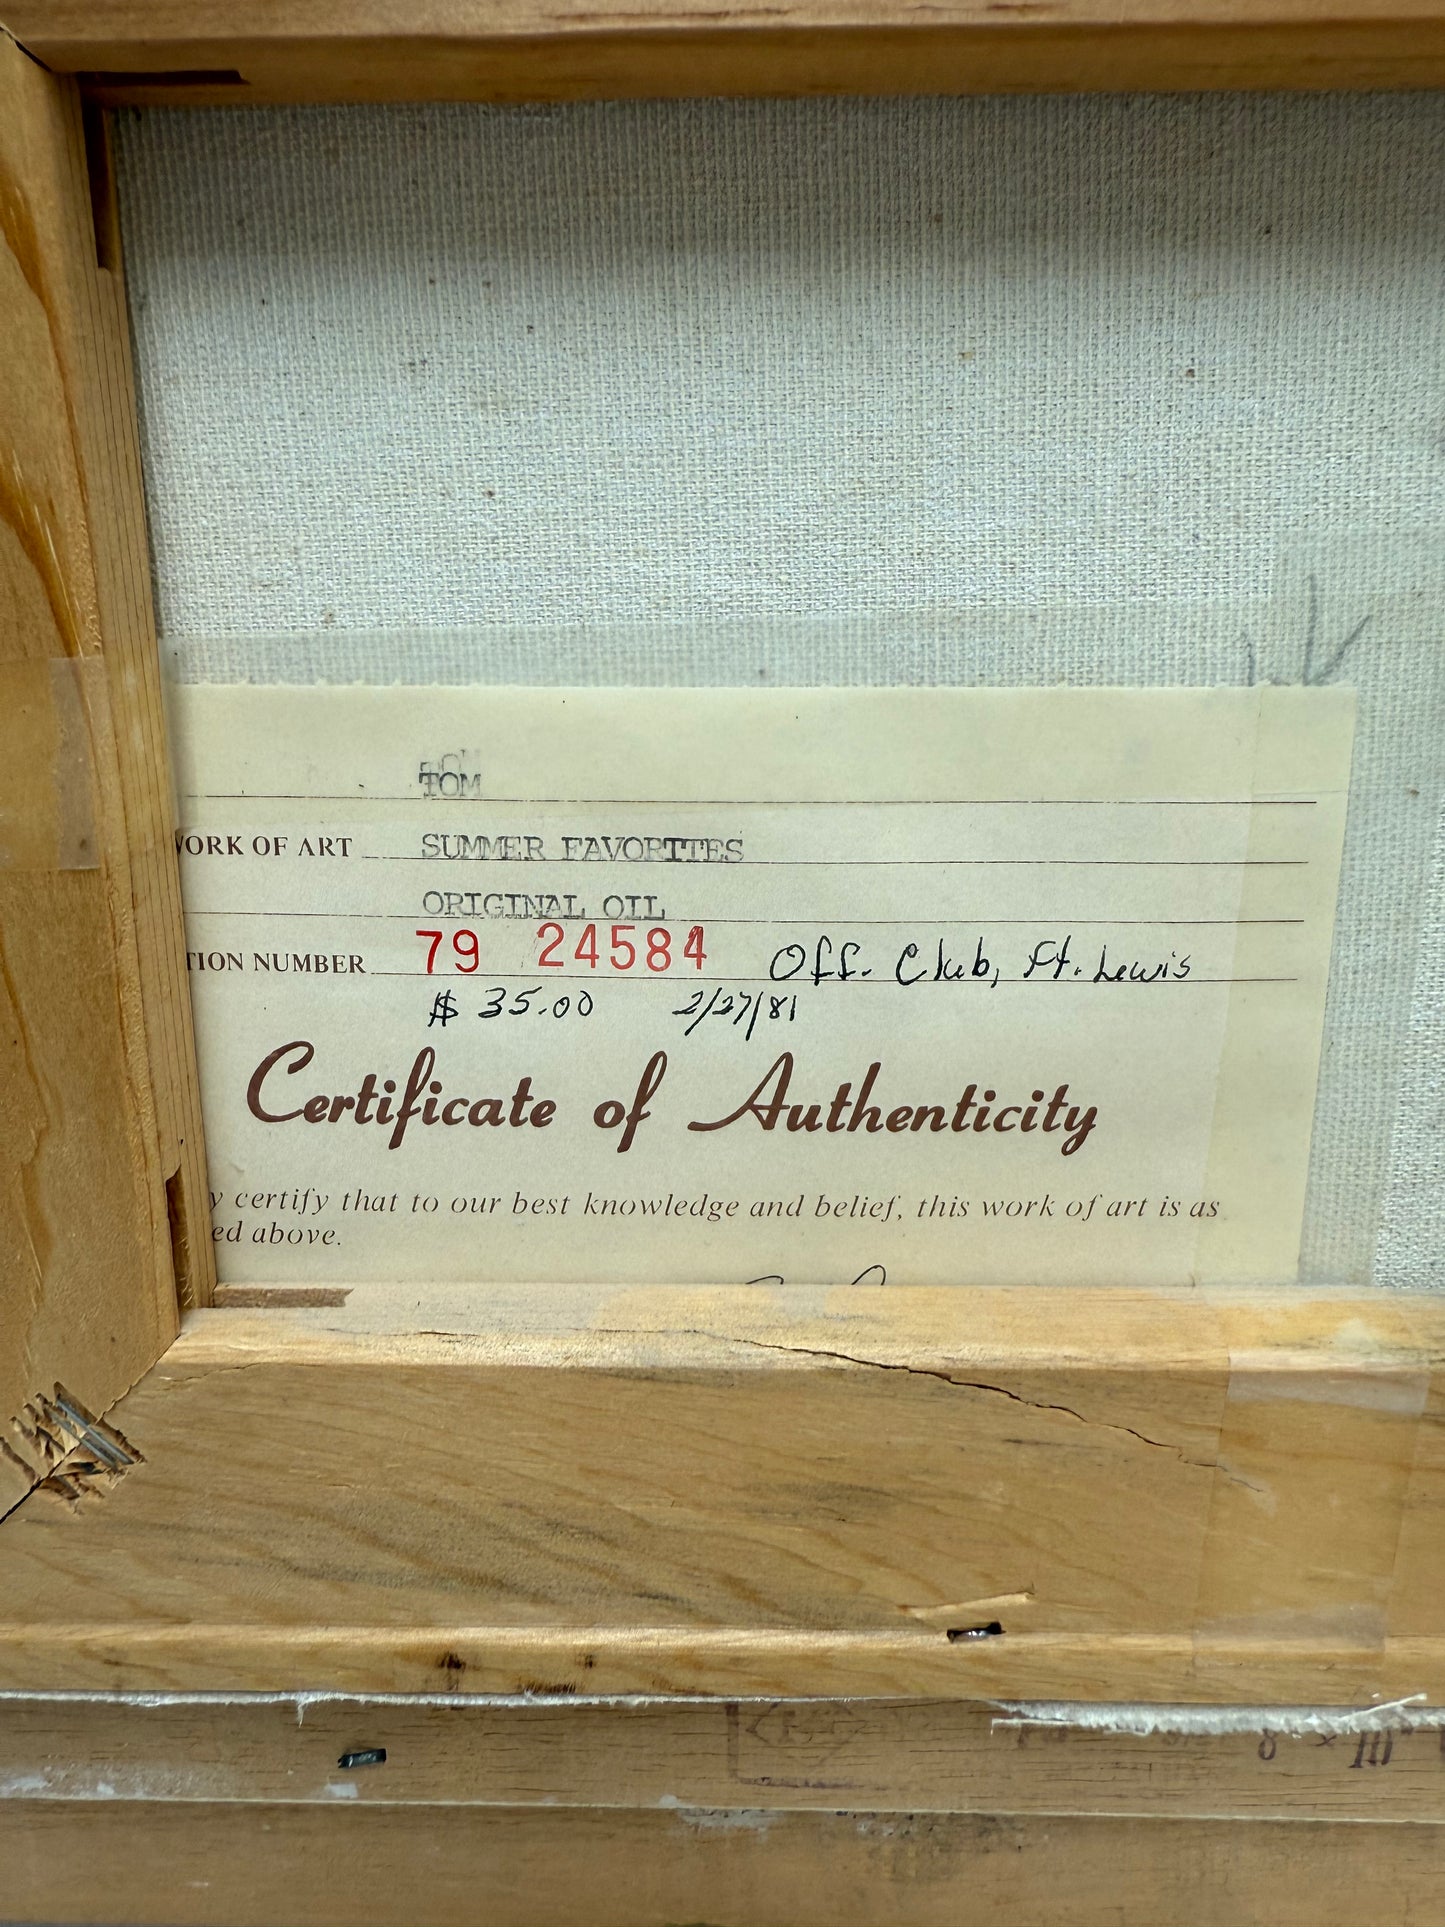 TOM
WORK OF ART SUMMER FAVORITES
ORIGINAL OIL
TION NUMBER 79 24584 Off. Club, Ft. Lewis
$ 35.00 2/27/81
Certificate of Authenticity
y certify that to our best knowledge and belief, this work of art is as
ed above.